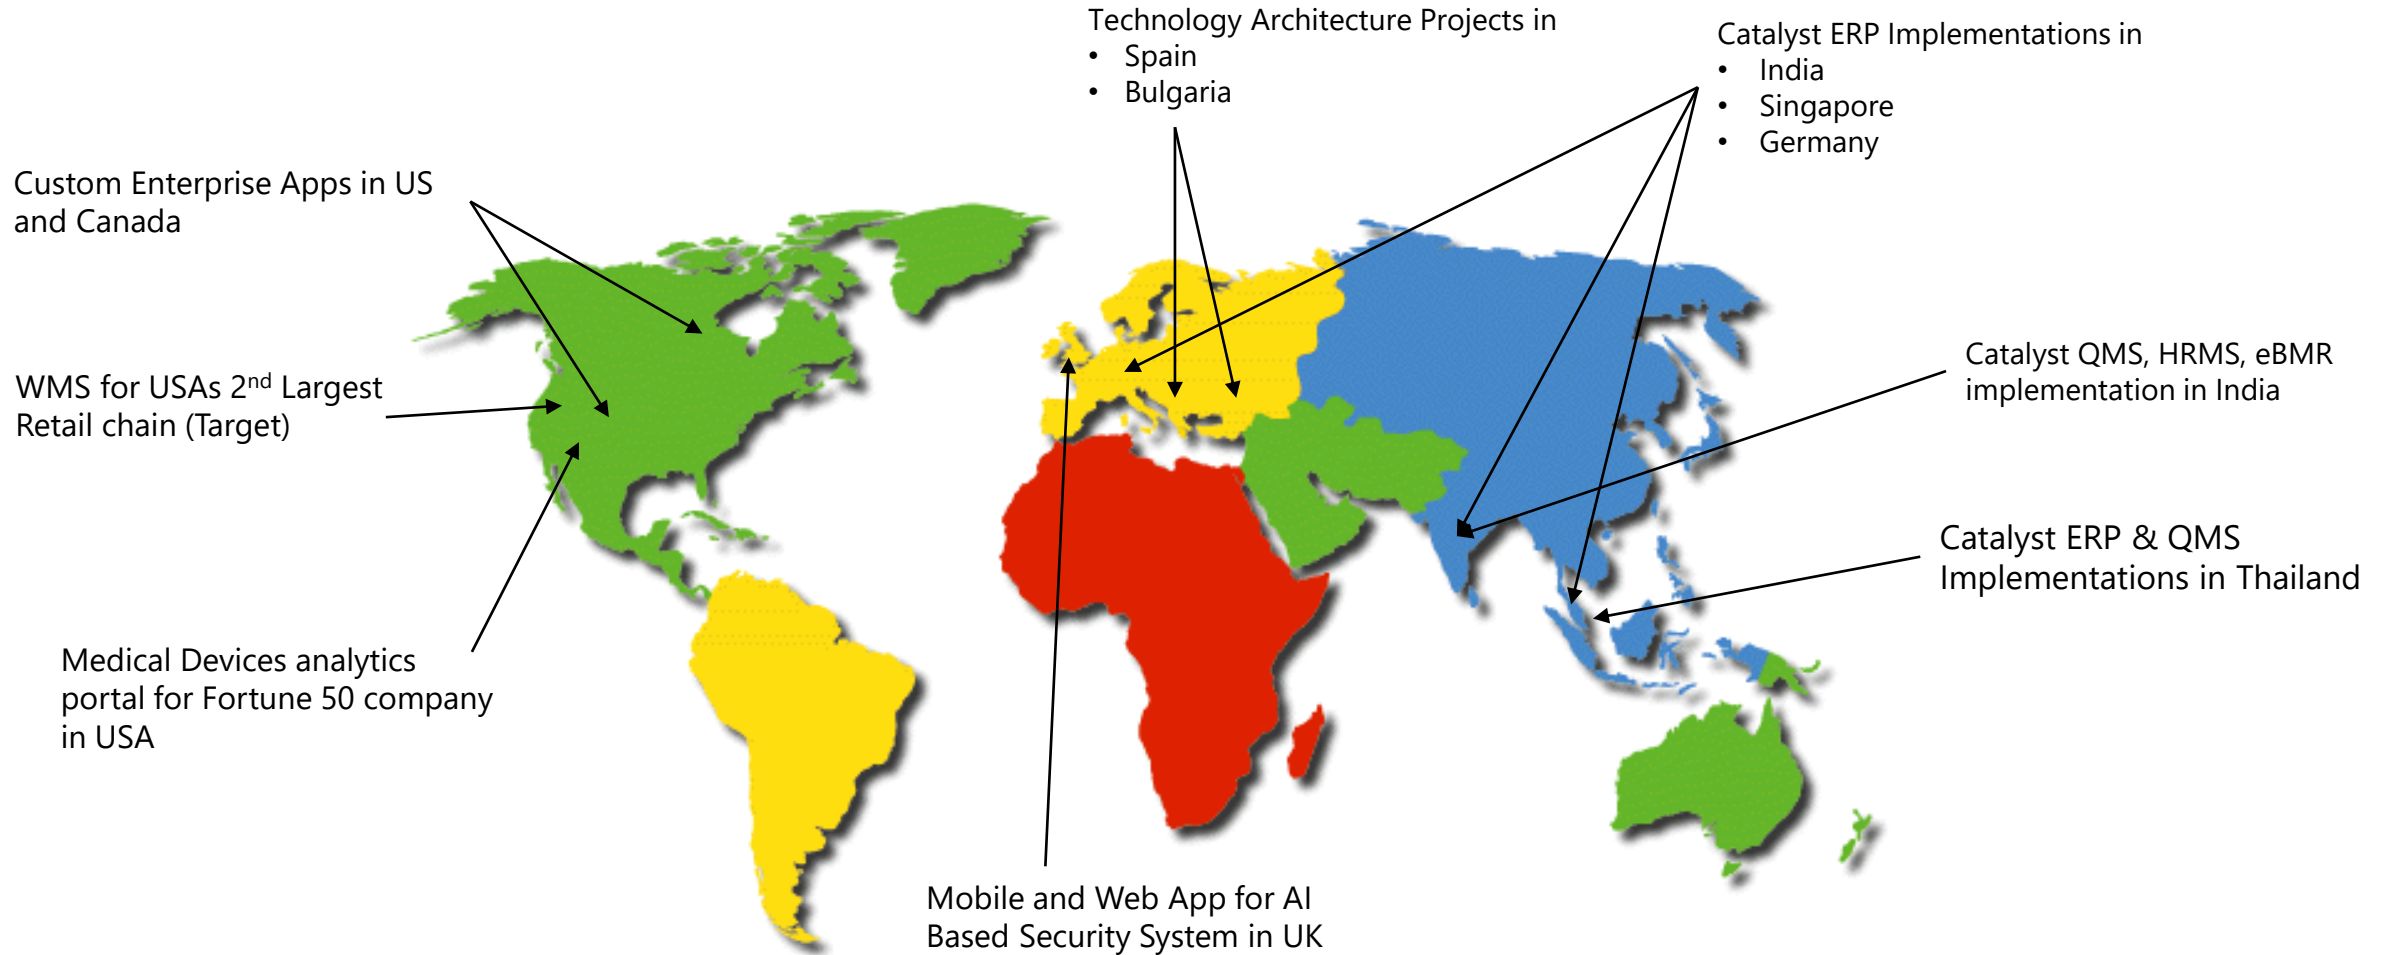 Technology Architecture Projects in
• Spain
• Bulgaria
Catalyst ERP Implementations in
• India
• Singapore
• Germany
Custom Enterprise Apps in US
and Canada
WMS for USAs 2nd Largest
Retail chain (Target)
Catalyst QMS, HRMS, eBMR
implementation in India
Catalyst ERP & QMS
Implementations in Thailand
Medical Devices analytics
portal for Fortune 50 company
in USA
Mobile and Web App for AI
Based Security System in UK